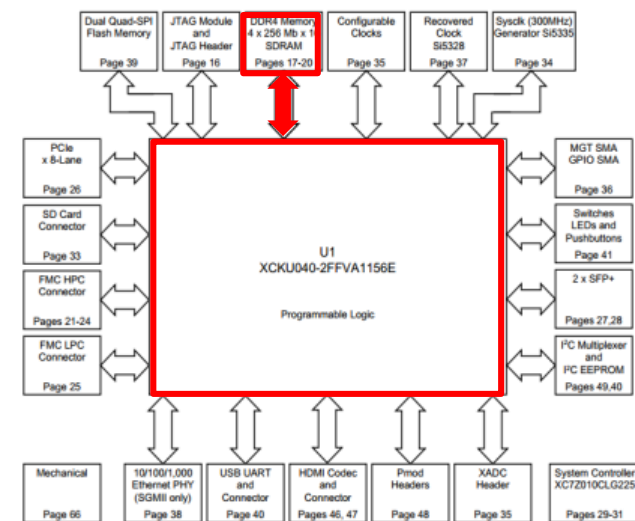 Dual Quad-SPI
Flash Memory
Page 39
JTAG Module
and
JTAG Header
Page 16
DDR4 Memory
4 x 256 Mb x 1
SDRAM
Pages 17-20
Configurable
Clocks
Page 35
Recovered
Clock
Si5328
Page 37
Sysclk (300MHz)
Generator Si5335
Page 34
PCIe
x 8-Lane
Page 26
SD Card
Connector
Page 33
FMC HPC
Connector
Pages 21-24
FMC LPC
Connector
Page 25
U1
XCKU040-2FFVA1156E
Programmable Logic
MGT SMA
GPIO SMA
Page 36
Switches
LEDs and
Pushbuttons
Page 41
2 x SFP+
Pages 27,28
I²C Multiplexer
and
I²C EEPROM
Pages 49,40
Mechanical
Page 66
10/100/1,000
Ethernet PHY
(SGMII only)
Page 38
USB UART
and
Connector
Page 40
HDMI Codec
and
Connector
Pages 46, 47
Pmod
Headers
Page 48
XADC
Header
Page 35
System Controller
XC7Z010CLG225
Pages 29-31